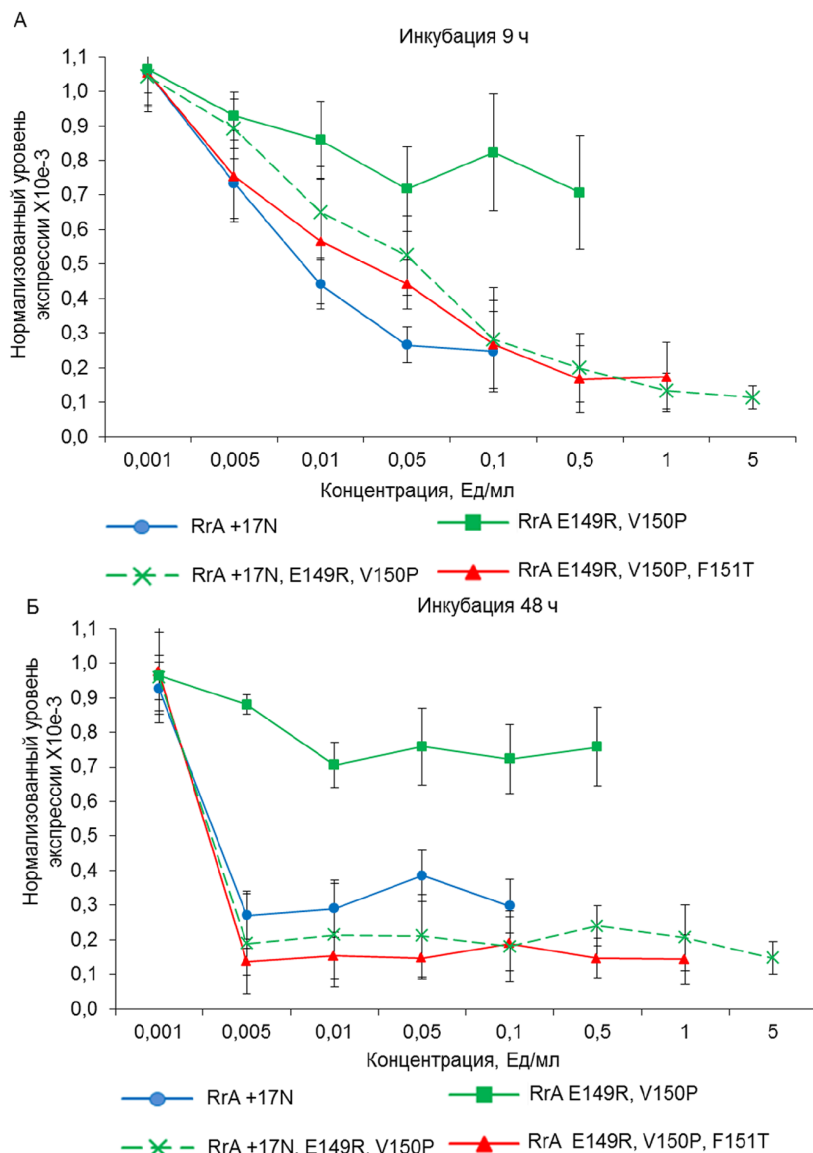 А
Инкубация 9 ч
Нормализованный уровень
экспрессии X10e-3
1,1
1,0
0,9
0,8
0,7
0,6
0,5
0,4
0,3
0,2
0,1
0,0
0,001 0,005 0,01 0,05 0,1 0,5 1 5
Концентрация, Ед/мл
RrA +17N RrA E149R, V150P
RrA +17N, E149R, V150P RrA E149R, V150P, F151T
Б
Инкубация 48 ч
Нормализованный уровень
экспрессии X10e-3
1,1
1,0
0,9
0,8
0,7
0,6
0,5
0,4
0,3
0,2
0,1
0,0
0,001 0,005 0,01 0,05 0,1 0,5 1 5
Концентрация, Ед/мл
RrA +17N RrA E149R, V150P
RrA +17N, E149R, V150P RrA E149R, V150P, F151T